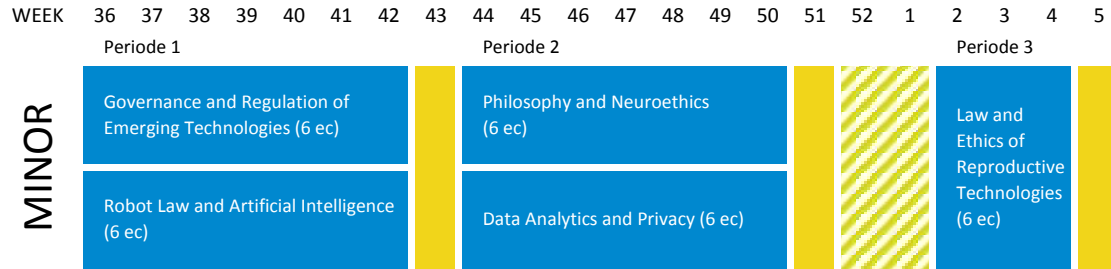 WEEK 36 37 38 39 40 41 42 43 44 45 46 47 48 49 50 51 52 1 2 3 4 5
Periode 1 Periode 2 Periode 3
MINOR
Governance and Regulation of
Emerging Technologies (6 ec)
Robot Law and Artificial Intelligence
(6 ec)
Philosophy and Neuroethics
(6 ec)
Data Analytics and Privacy (6 ec)
Law and
Ethics of
Reproductive
Technologies
(6 ec)